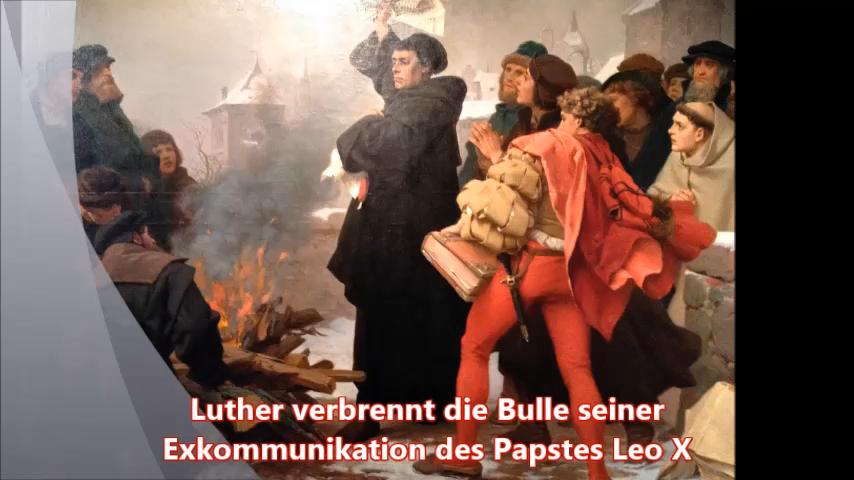 Luther verbrennt die Bulle seiner
Exkommunikation des Papstes Leo X